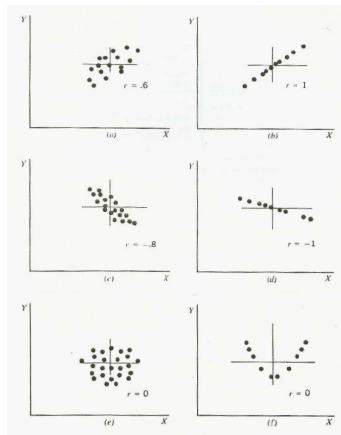 Y
Y
r = .6
r = 1
(a)
X
(b)
X
Y
Y
r = -.8
r = -1
(c)
X
(d)
X
Y
Y
r = 0
r = 0
(e)
X
(f)
X